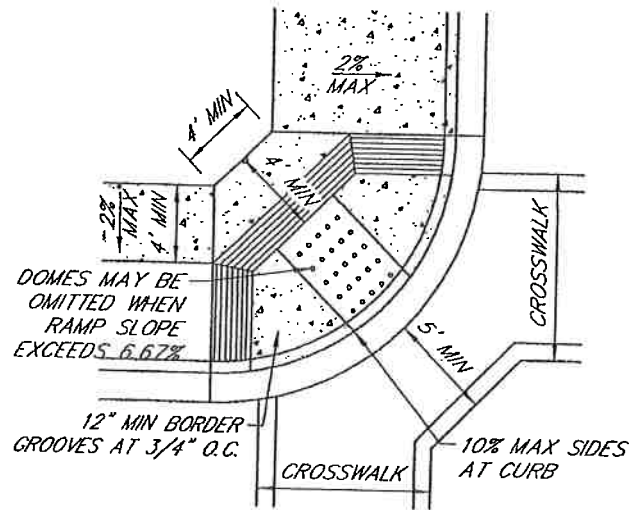 2%
MAX
4' MIN
4' MIN
2%
MAX
4' MIN
DOMES MAY BE
OMITTED WHEN
RAMP SLOPE
EXCEEDS 6.67%
CROSSWALK
5' MIN
12" MIN BORDER
GROOVES AT 3/4" O.C.
10% MAX SIDES
AT CURB
CROSSWALK